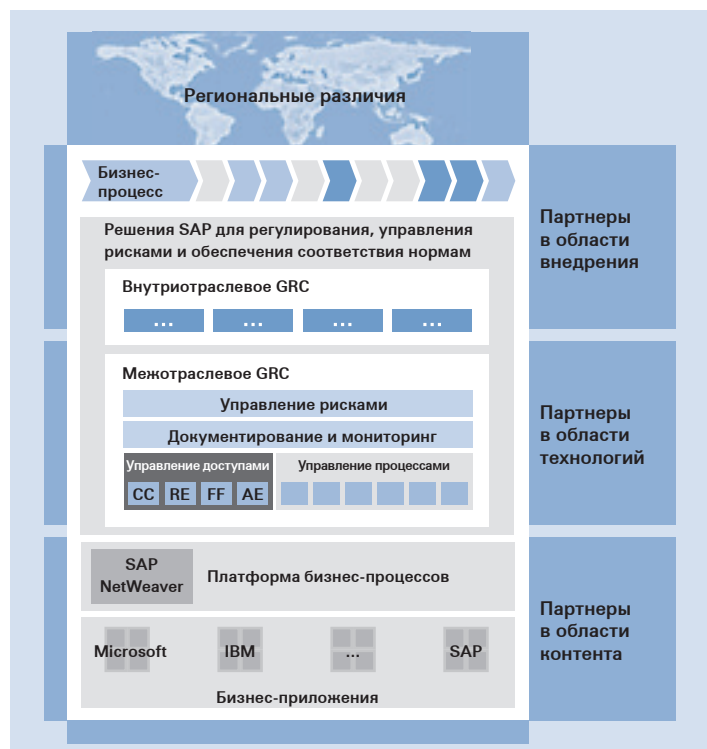 Региональные различия
Бизнес-
процесс
Решения SAP для регулирования, управления
рисками и обеспечения соответствия нормам
Внутриотраслевое GRC
... ... ... ...
Межотраслевое GRC
Управление рисками
Документирование и мониторинг
Управление доступами
CC RE FF AE
Управление процессами
SAP
NetWeaver
Платформа бизнес-процессов
Microsoft IBM ... SAP
Бизнес-приложения
Партнеры
в области
внедрения
Партнеры
в области
технологий
Партнеры
в области
контента